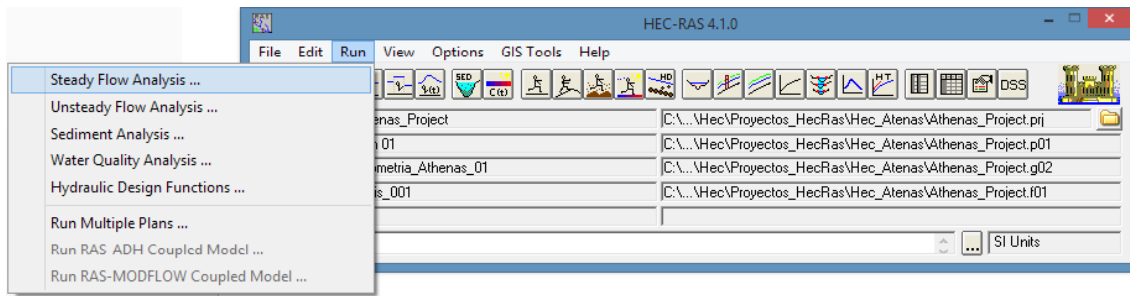 HEC-RAS 4.1.0
File Edit Run View Options GIS Tools Help
Steady Flow Analysis ...
Unsteady Flow Analysis ...
Sediment Analysis ...
Water Quality Analysis ...
Hydraulic Design Functions ...
Run Multiple Plans ...
Run RAS ADH Coupled Model ...
Run RAS-MODFLOW Coupled Model ...
SED C(t) HD HT DSS
enas_Project C:\...\Hec\Proyectos_HecRas\Hec_Atenas\Athenas_Project.prj
01 C:\...\Hec\Proyectos_HecRas\Hec_Atenas\Athenas_Project.p01
metria_Athenas_01 C:\...\Hec\Proyectos_HecRas\Hec_Atenas\Athenas_Project.g02
is_001 C:\...\Hec\Proyectos_HecRas\Hec_Atenas\Athenas_Project.f01
... SI Units